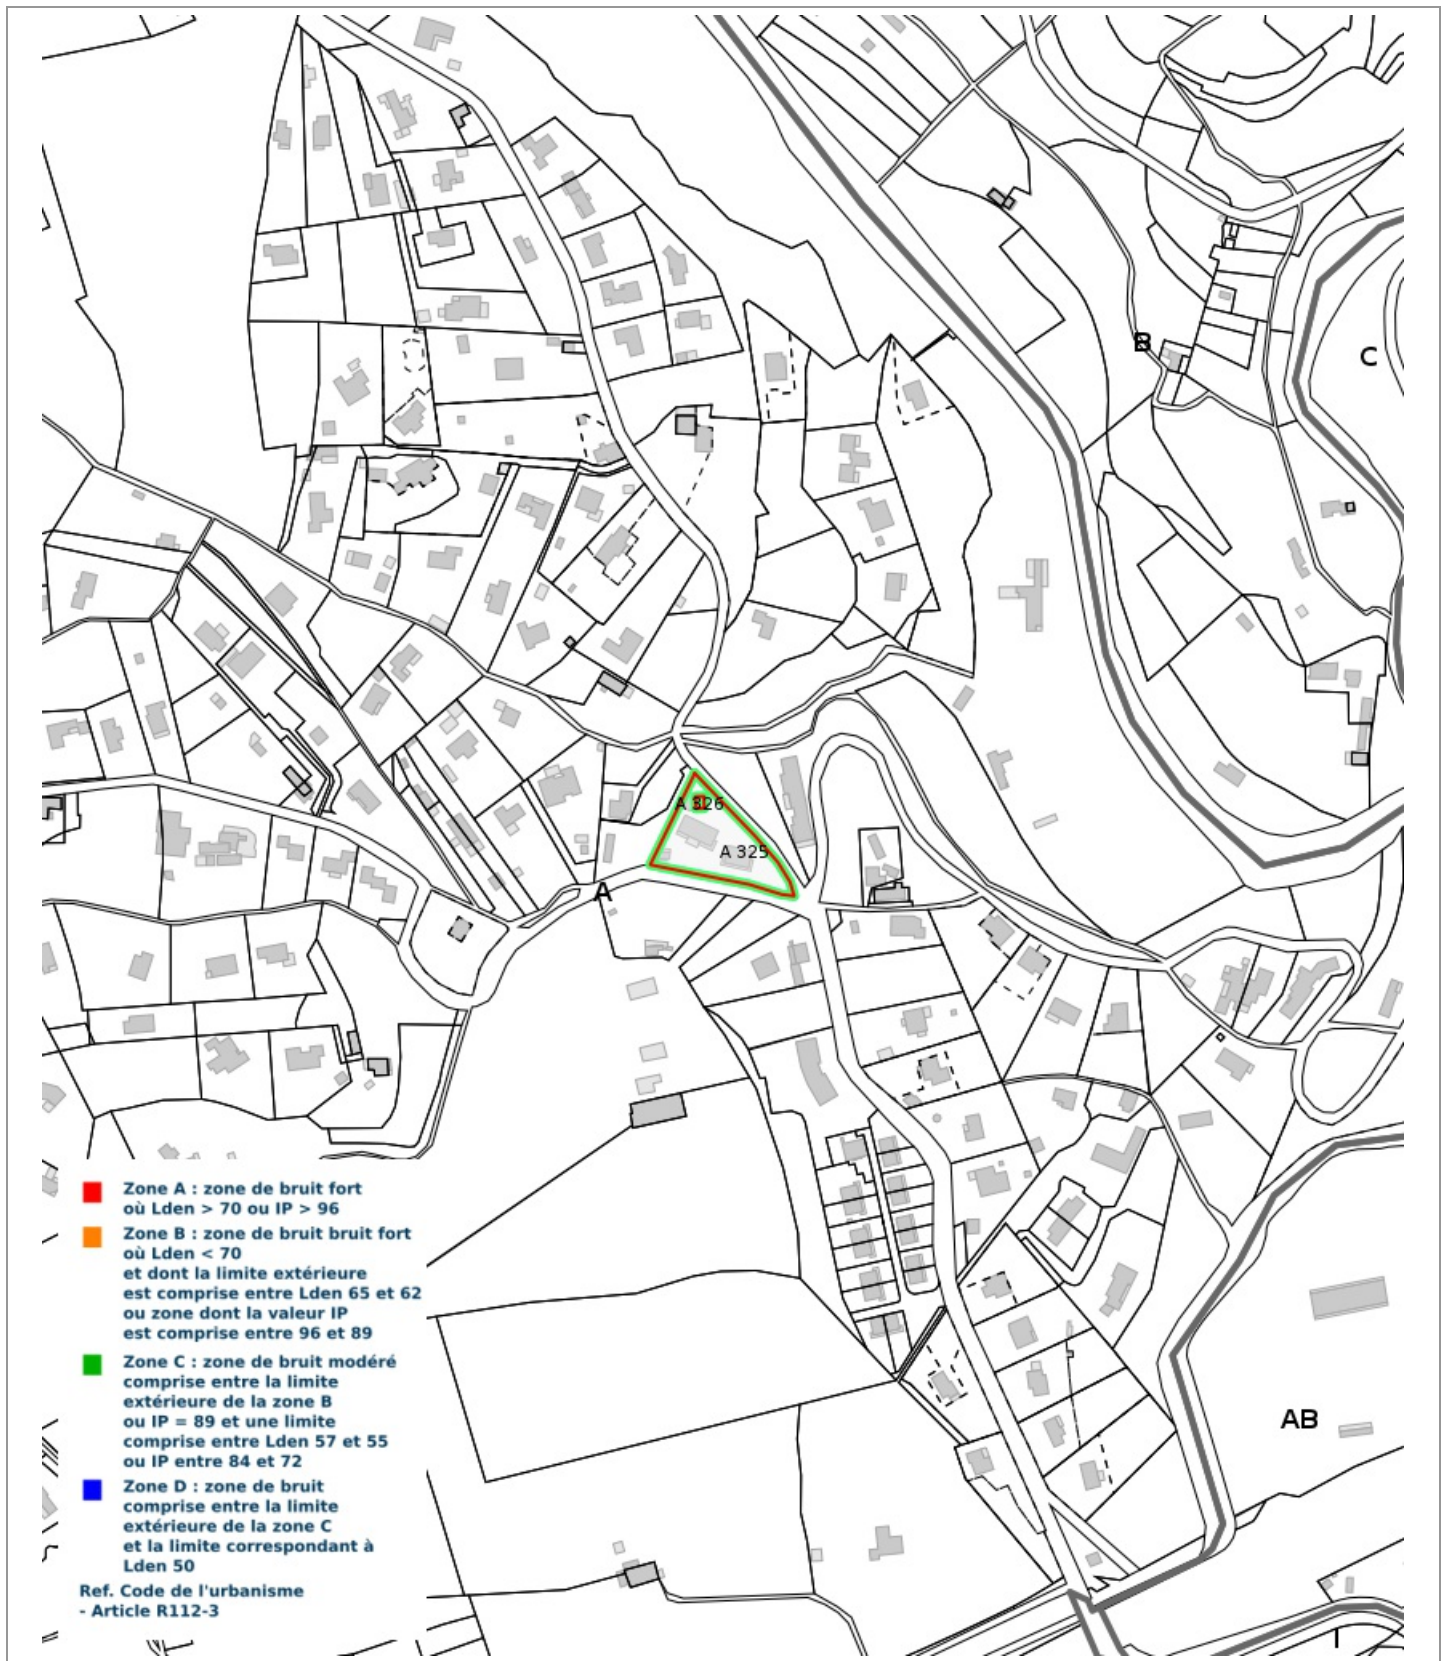 B
C
A 326
A 325
A
Zone A : zone de bruit fort
où Lden > 70 ou IP > 96
Zone B : zone de bruit bruit fort
où Lden < 70
et dont la limite extérieure
est comprise entre Lden 65 et 62
ou zone dont la valeur IP
est comprise entre 96 et 89
Zone C : zone de bruit modéré
comprise entre la limite
extérieure de la zone B
ou IP = 89 et une limite
comprise entre Lden 57 et 55
ou IP entre 84 et 72
AB
Zone D : zone de bruit
comprise entre la limite
extérieure de la zone C
et la limite correspondant à
Lden 50
Ref. Code de l'urbanisme
- Article R112-3